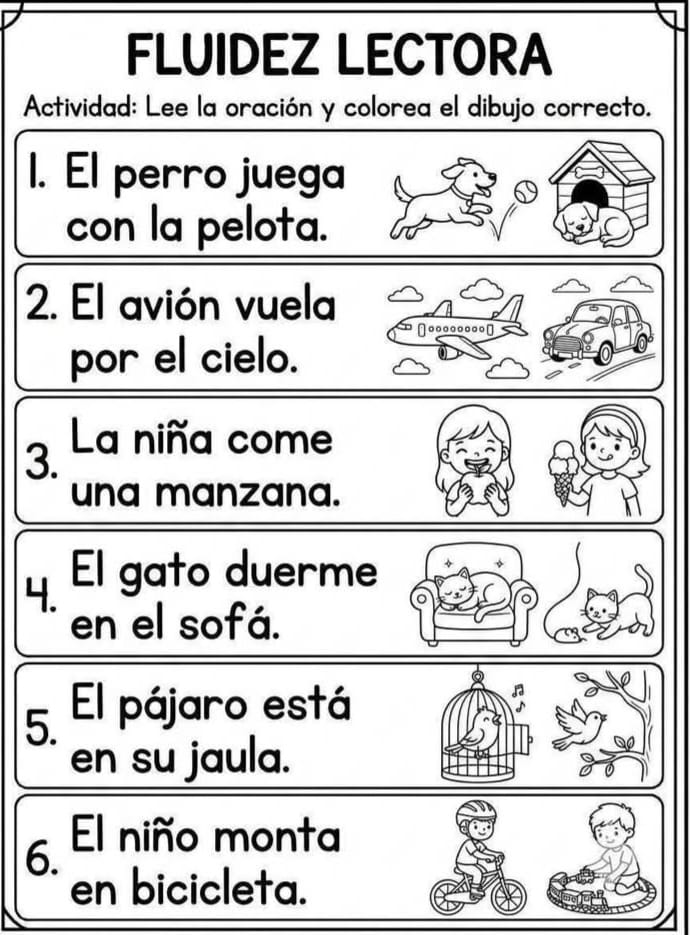 FLUIDEZ LECTORA
Actividad: Lee la oración y colorea el dibujo correcto.
1. El perro juega
con la pelota.
2. El avión vuela
por el cielo.
3. La niña come
una manzana.
4. El gato duerme
en el sofá.
5. El pájaro está
en su jaula.
6. El niño monta
en bicicleta.